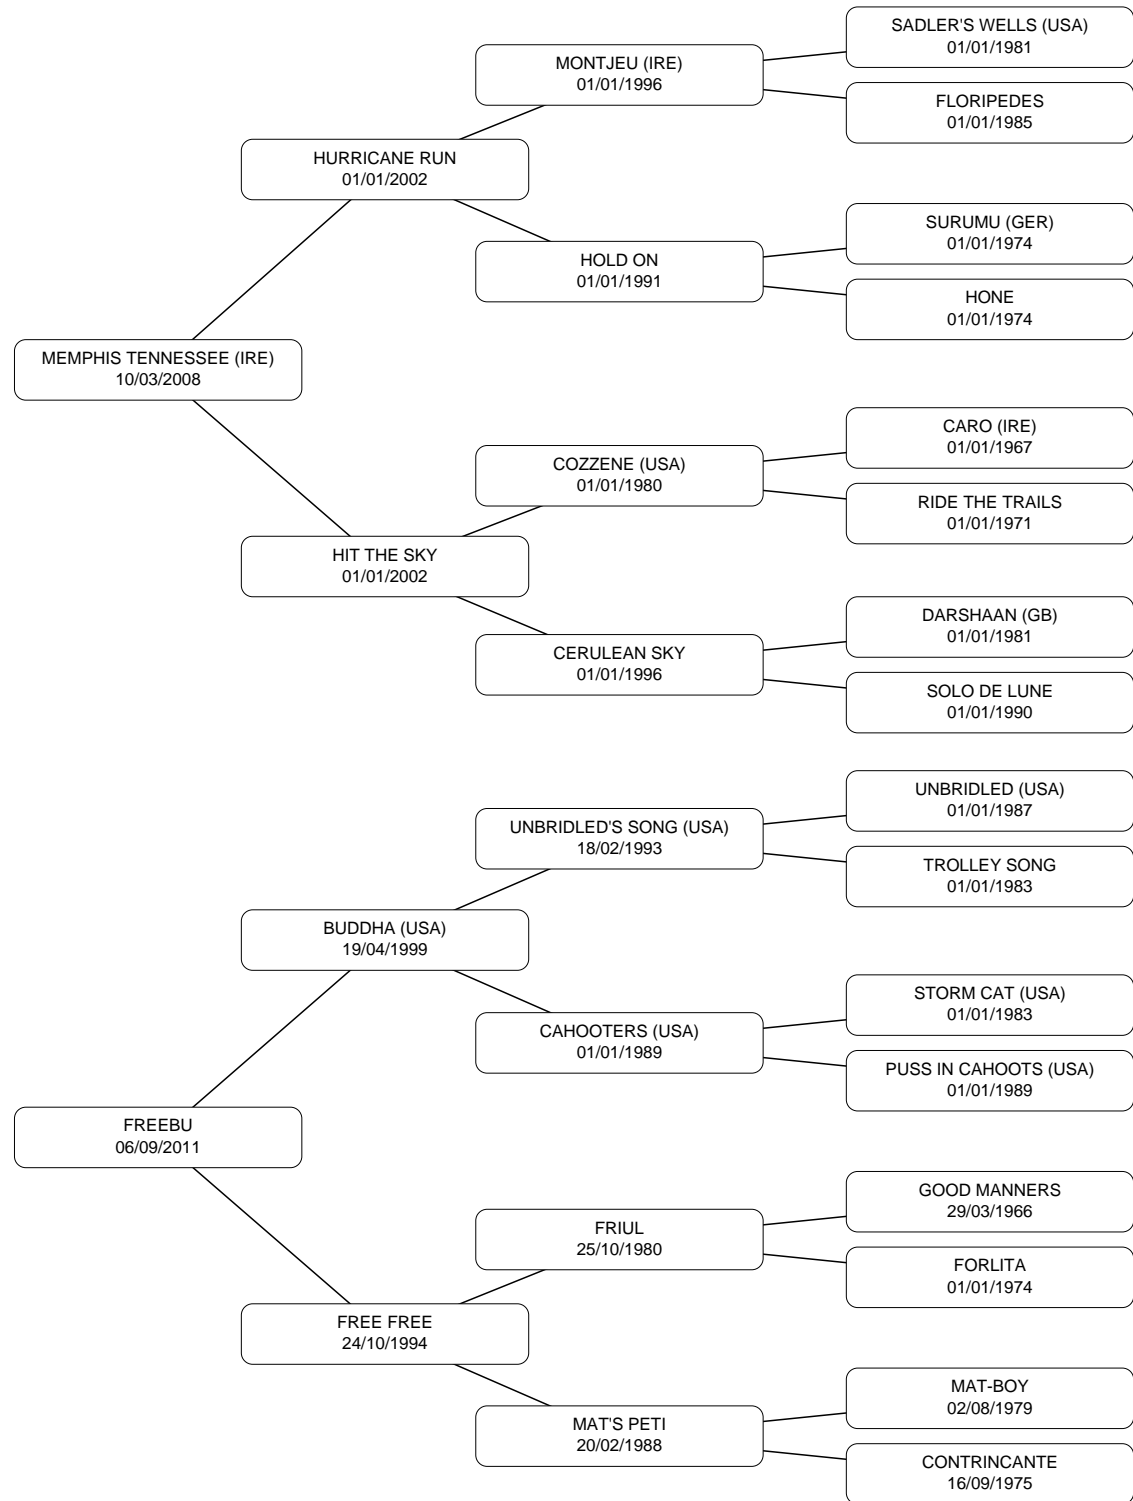 SADLER'S WELLS (USA)
01/01/1981
MONTJEU (IRE)
01/01/1996
FLORIPEDES
01/01/1985
HURRICANE RUN
01/01/2002
SURUMU (GER)
01/01/1974
HOLD ON
01/01/1991
HONE
01/01/1974
MEMPHIS TENNESSEE (IRE)
10/03/2008
CARO (IRE)
01/01/1967
COZZENE (USA)
01/01/1980
RIDE THE TRAILS
01/01/1971
HIT THE SKY
01/01/2002
DARSHAAN (GB)
01/01/1981
CERULEAN SKY
01/01/1996
SOLO DE LUNE
01/01/1990
UNBRIDLED (USA)
01/01/1987
UNBRIDLED'S SONG (USA)
18/02/1993
TROLLEY SONG
01/01/1983
BUDDHA (USA)
19/04/1999
STORM CAT (USA)
01/01/1983
CAHOOTERS (USA)
01/01/1989
PUSS IN CAHOOTS (USA)
01/01/1989
FREEBU
06/09/2011
GOOD MANNERS
29/03/1966
FRIUL
25/10/1980
FORLITA
01/01/1974
FREE FREE
24/10/1994
MAT-BOY
02/08/1979
MAT'S PETI
20/02/1988
CONTRINCANTE
16/09/1975